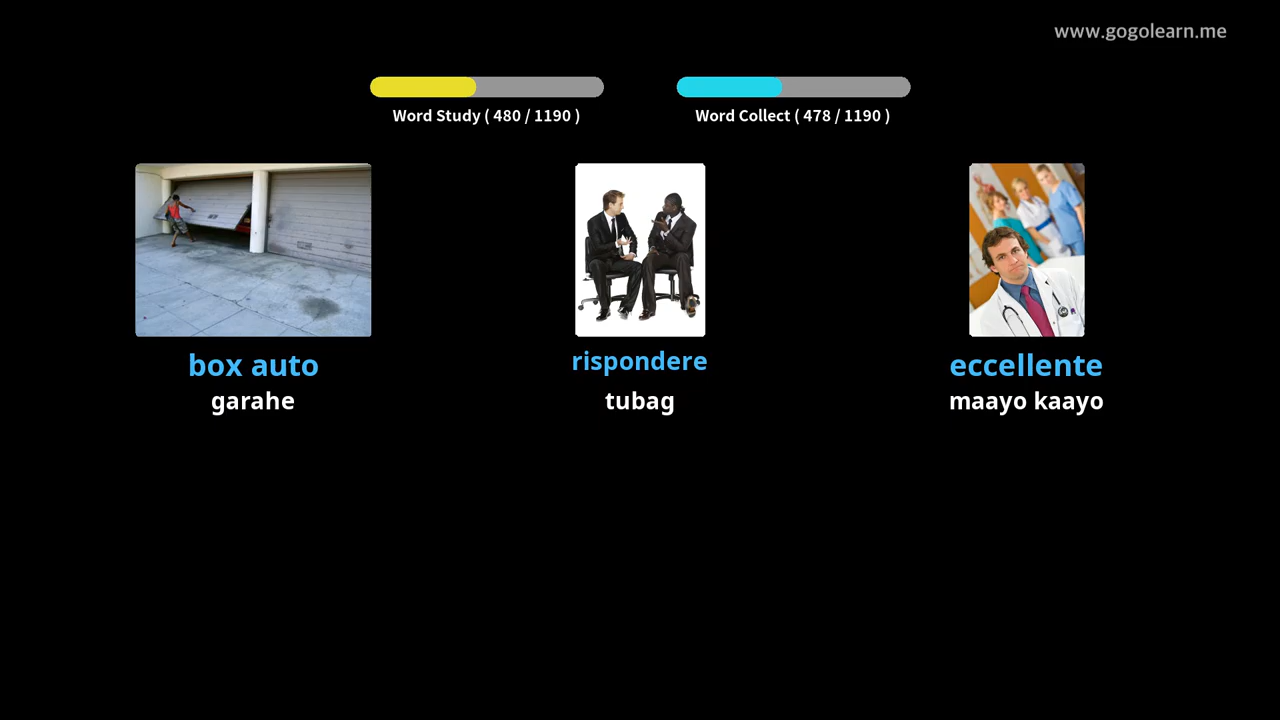 www.gogolearn.me
Word Study ( 480 / 1190 )
Word Collect ( 478 / 1190 )
box auto
garahe
rispondere
tubag
eccellente
maayo kaayo